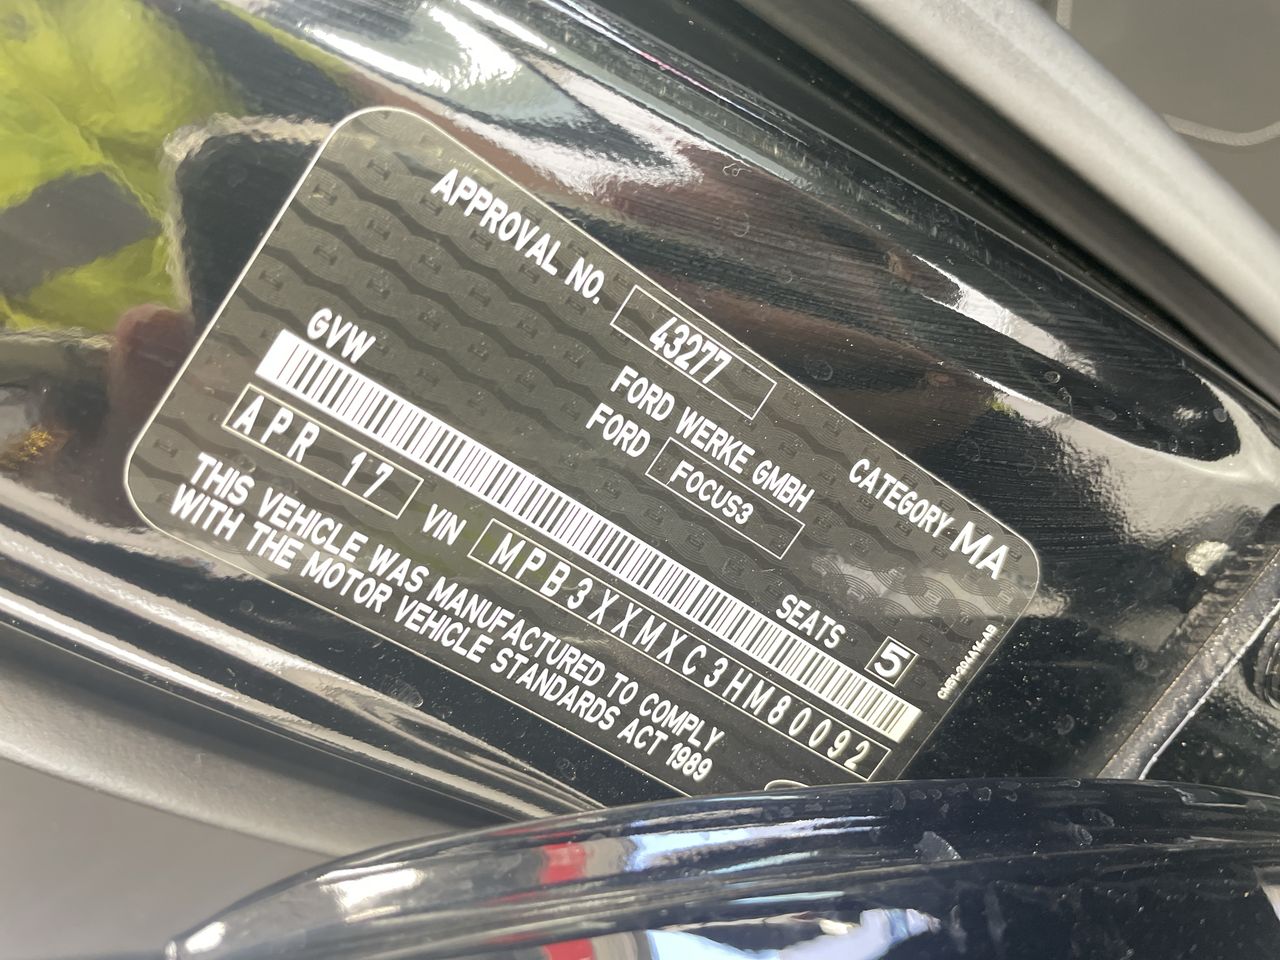 APPROVAL NO. 43277
FORD WERKE GMBH
CATEGORY MA
FORD FOCUS3
GVW
SEATS 5
APR 17 VIN MPB3XXMXC3HM80092
THIS VEHICLE WAS MANUFACTURED TO COMPLY
WITH THE MOTOR VEHICLE STANDARDS ACT 1989